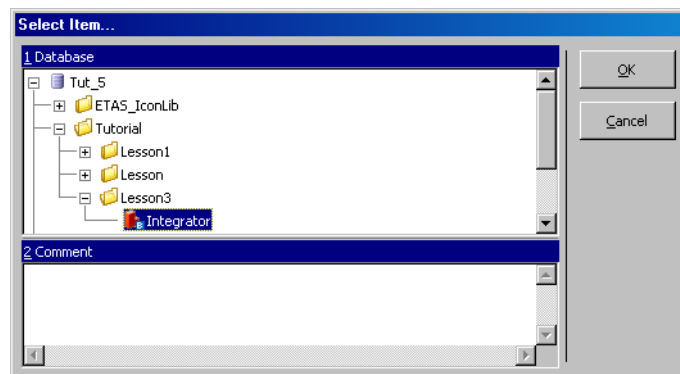 Select Item...
1 Database
OK
Tut_5
ETAS_IconLib
Cancel
Tutorial
Lesson1
Lesson
Lesson3
Integrator
2 Comment